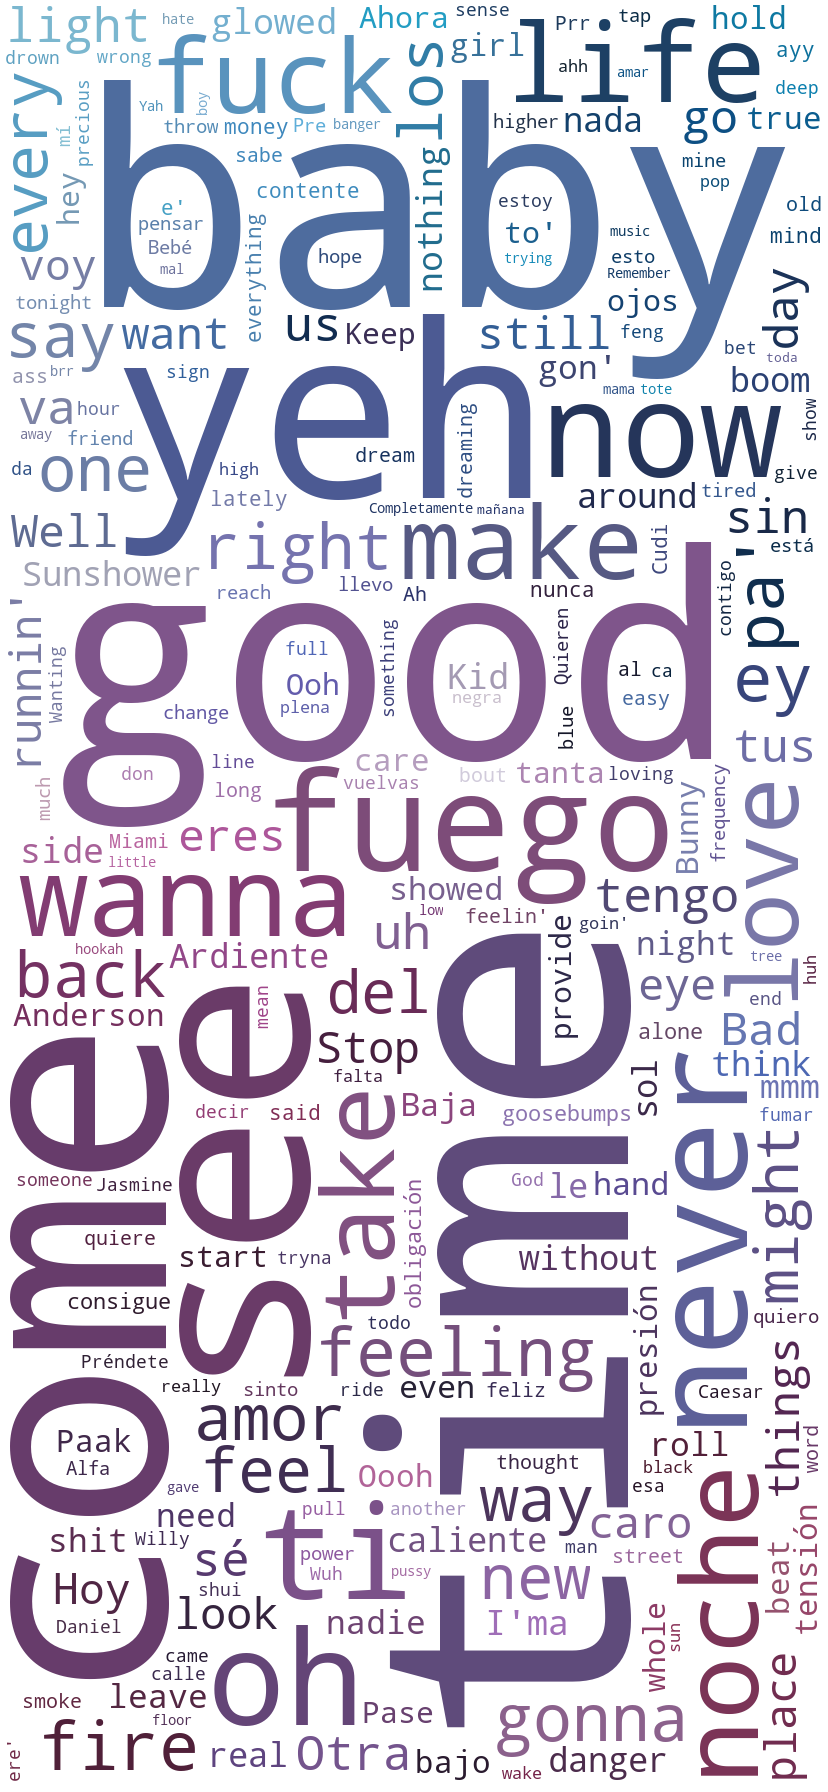 light
hate
glowed
Ahora
sense
Prr
tap
hold
drown
wrong
fuck
los
girl
ahh
life
amar
ayy
deep
every
mí
precious
Yah
boy
throw
money
Pre
banger
higher
nada
go
true
hey
sabe
baby
nothing
mine
pop
e'
pensar
Bebé
mal
contente
everything
hope
estoy
to'
trying
music
esto
Remember
old
mind
voy
tonight
ojos
day
say
want
us
Keep
still
feng
gon'
bet
toda
ass
brr
sign
yeh
mama
tote
boom
va
hour
away
friend
now
show
da
one
high
dream
dreaming
give
lately
Completamente
mañana
around
tired
sin
Well
right
make
Cudi
está
Sunshower
reach
llevo
Ah
nunca
contigo
pa'
runnin'
Wanting
good
full
Ooh
plena
something
Kid
negra
Quieren
al
ca
easy
ey
change
blue
tus
don
line
long
care
vuelvas
bout
tanta
loving
much
fuego
Bunny
frequency
love
side
Miami
little
eres
wanna
showed
low
feelin'
goin'
tengo
uh
hookah
back
Ardiente
night
tree
huh
Anderson
mean
del
provide
eye
end
come
see
Stop
time
alone
Bad
falta
think
decir
said
Baja
goosebumps
sol
never
mmm
fumar
someone
Jasmine
take
God
le
hand
might
quiere
start
tryna
obligación
without
consigue
todo
presión
quiero
Préndete
feeling
really
sinto
ride
even
feliz
Caesar
things
Paak
Alfa
amor
roll
word
gave
feel
Oooh
thought
black
esa
noche
need
pull
another
way
caro
shit
Willy
sé
ti
caliente
man
street
beat
tensión
power
Wuh
pussy
new
Hoy
shui
Daniel
look
nadie
I'ma
whole
sun
came
calle
oh
place
smoke
leave
floor
Pase
gonna
ere'
fire
real
Otra
bajo
wake
danger